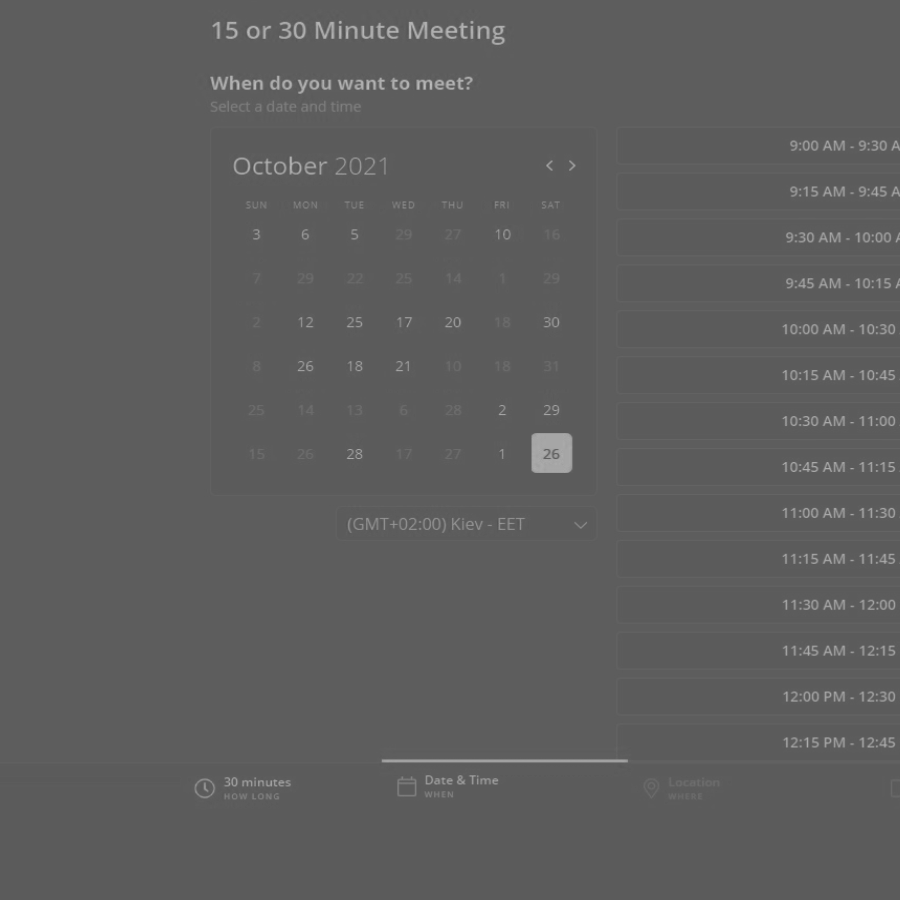 15 or 30 Minute Meeting
When do you want to meet?
Select a date and time
October 2021
SUN MON TUE WED THU FRI SAT
3 6 5 29 27 10 16
7 29 22 25 14 1 29
2 12 25 17 20 18 30
8 26 18 21 10 18 31
25 14 13 6 28 2 29
15 26 28 17 27 1 26
(GMT+02:00) Kiev - EET
9:00 AM - 9:30 A
9:15 AM - 9:45 A
9:30 AM - 10:00 A
9:45 AM - 10:15 A
10:00 AM - 10:30
10:15 AM - 10:45
10:30 AM - 11:00
10:45 AM - 11:15
11:00 AM - 11:30
11:15 AM - 11:45
11:30 AM - 12:00
11:45 AM - 12:15
12:00 PM - 12:30
12:15 PM - 12:45
30 minutes
HOW LONG
Date & Time
WHEN
Location
WHERE